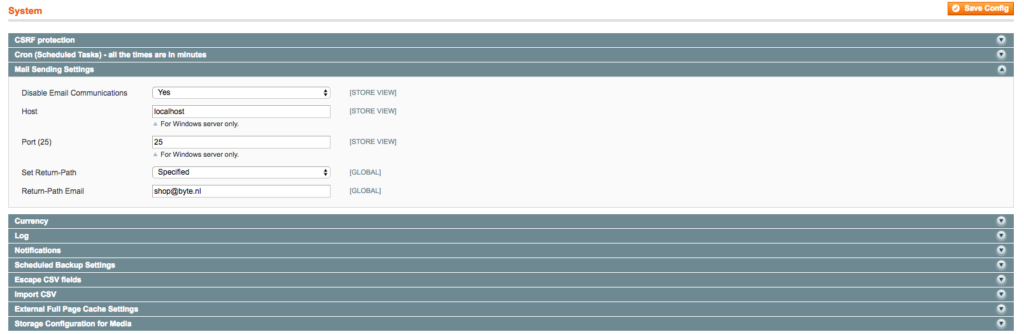 System
Save Config
CSRF protection
Cron (Scheduled Tasks) - all the times are in minutes
Mail Sending Settings
Disable Email Communications Yes [STORE VIEW]
Host localhost [STORE VIEW]
For Windows server only.
Port (25) 25 [STORE VIEW]
For Windows server only.
Set Return-Path Specified [GLOBAL]
Return-Path Email shop@byte.nl [GLOBAL]
Currency
Log
Notifications
Scheduled Backup Settings
Escape CSV fields
Import CSV
External Full Page Cache Settings
Storage Configuration for Media